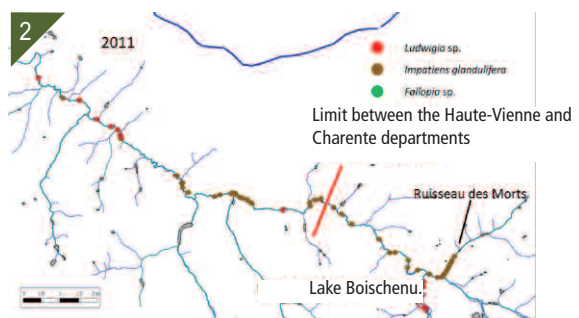 2
2011
Ludwigia sp.
Impatiens glandulifera
Fallopia sp.
Limit between the Haute-Vienne and
Charente departments
Ruisseau des Morts
Lake Boischenu.